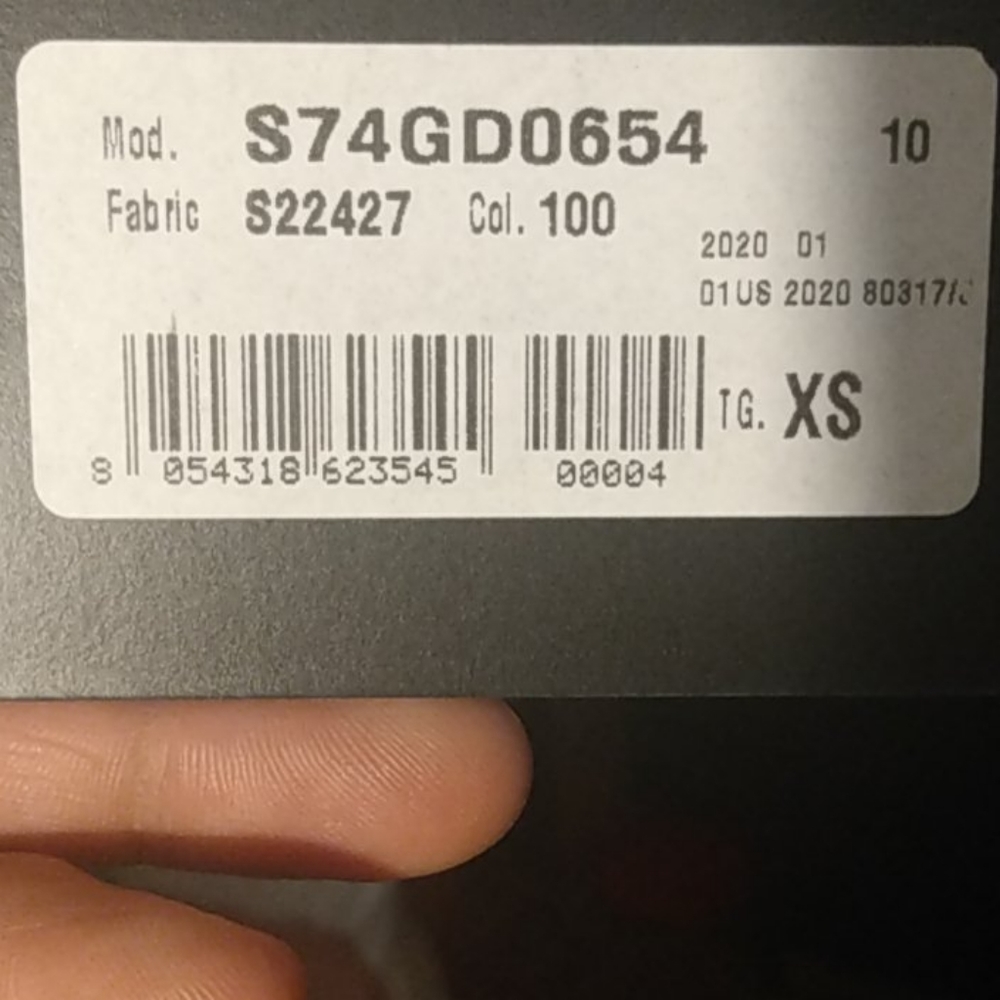 Mod. S74GD0654 10
Fabric S22427 Col. 100
2020 01
01US 2020 80317/
TG. XS
8 054318 623545 00004